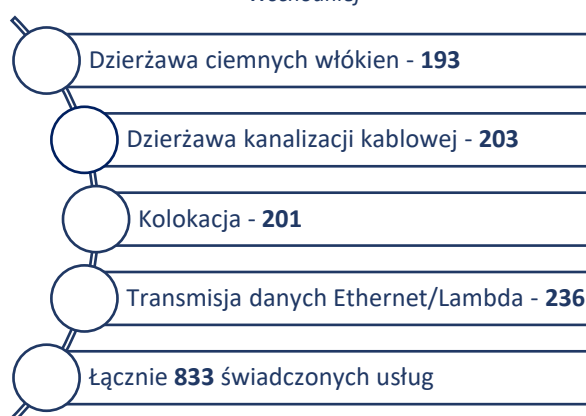 Dzierżawa ciemnych włókien - 193
Dzierżawa kanalizacji kablowej - 203
Kolokacja - 201
Transmisja danych Ethernet/Lambda - 236
Łącznie 833 świadczonych usług